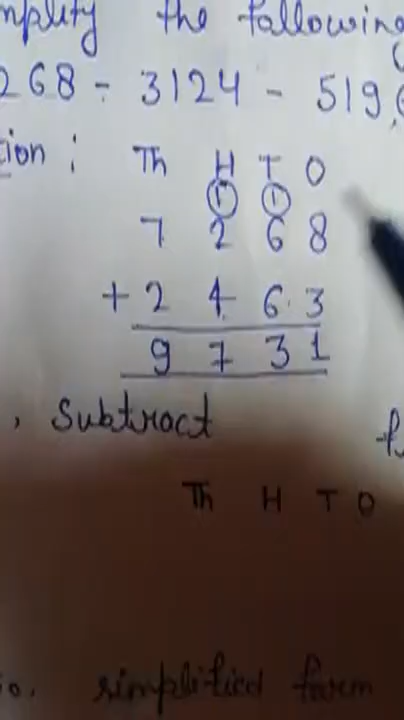 the following
268 - 3124 - 519,
Th H T O
1 1
7 2 6 8
+ 2 4 6 3
9 7 3 1
, Subtract
Th H T O
simplified form